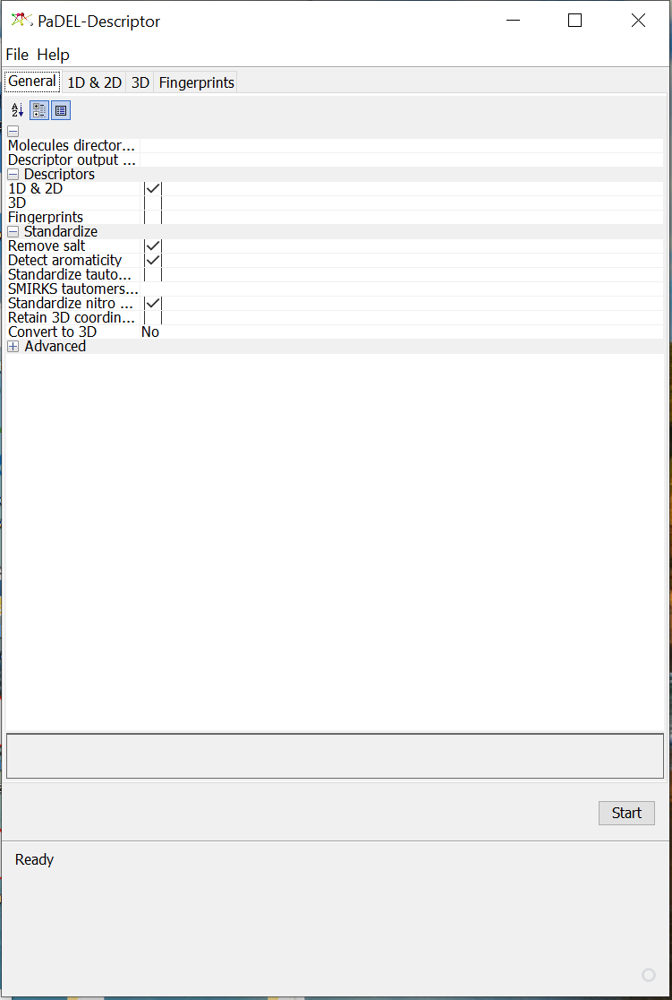 PaDEL-Descriptor
File Help
General 1D & 2D 3D Fingerprints
Molecules director...
Descriptor output ...
Descriptors
1D & 2D
3D
Fingerprints
Standardize
Remove salt
Detect aromaticity
Standardize tauto...
SMIRKS tautomers...
Standardize nitro ...
Retain 3D coordin...
Convert to 3D No
Advanced
Start
Ready